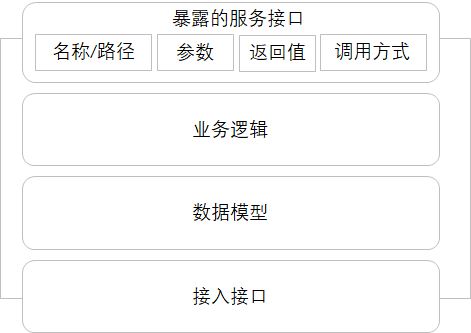 暴露的服务接口
名称/路径 参数 返回值 调用方式
业务逻辑
数据模型
接入接口